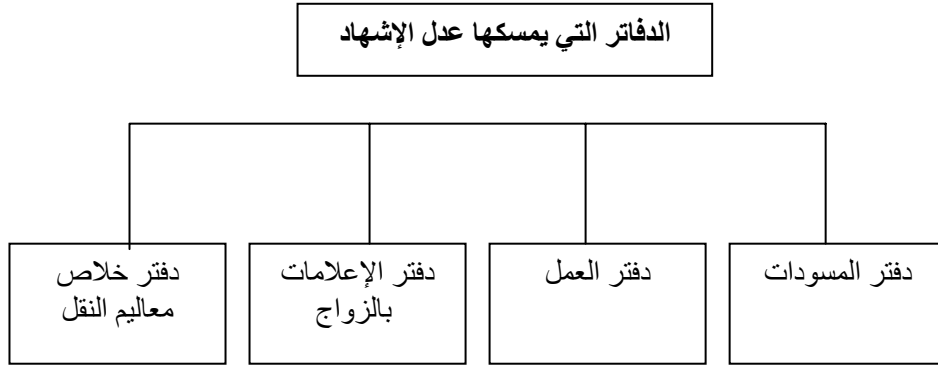 الدفاتر التي يمسكها عدل الإشهاد
دفتر المسودات
دفتر العمل
دفتر الإعلامات
بالزواج
دفتر خلاص
معاليم النقل